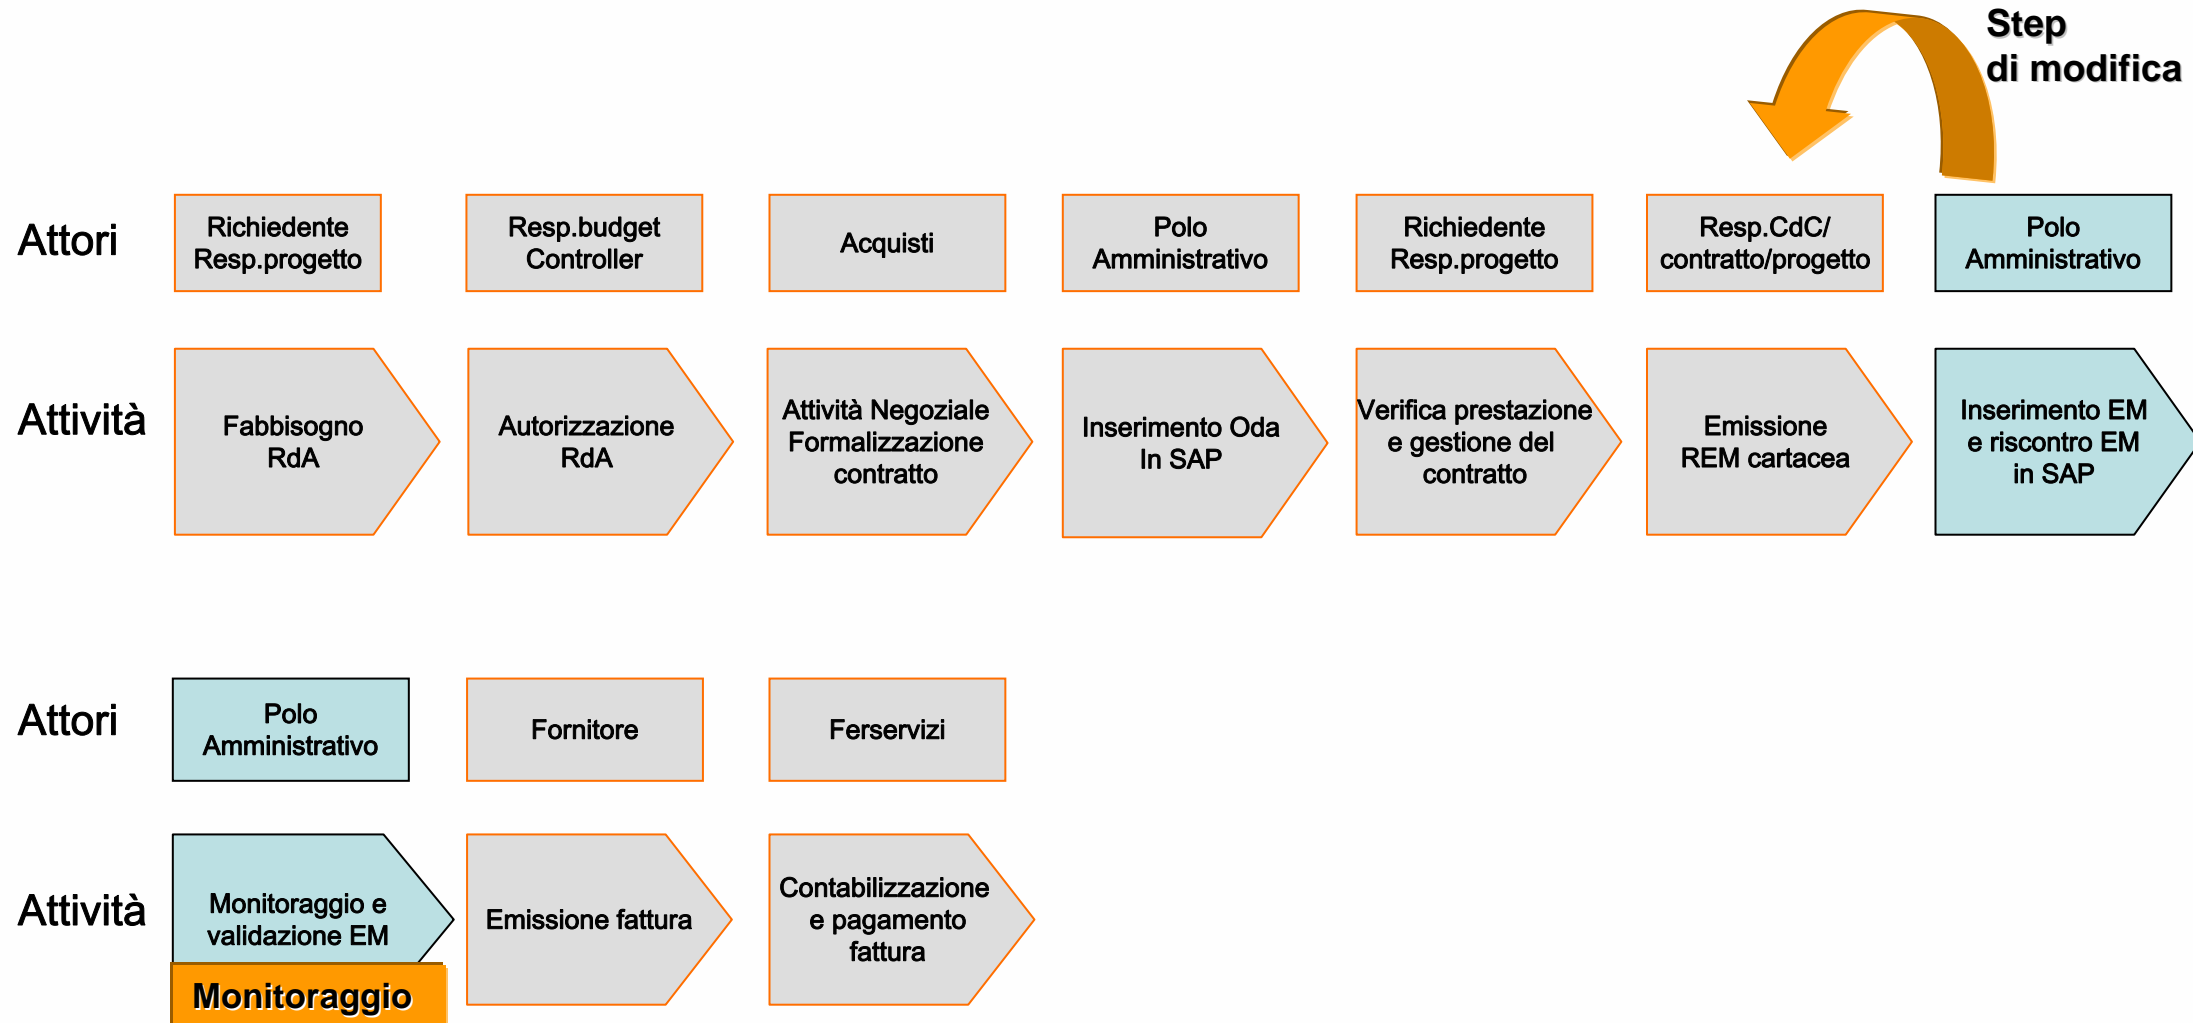 Step
di modifica
Attori
Richiedente
Resp.progetto
Resp.budget
Controller
Acquisti
Polo
Amministrativo
Richiedente
Resp.progetto
Resp.CdC/
contratto/progetto
Polo
Amministrativo
Attività
Fabbisogno
RdA
Autorizzazione
RdA
Attività Negoziale
Formalizzazione
contratto
Inserimento Oda
In SAP
Verifica prestazione
e gestione del
contratto
Emissione
REM cartacea
Inserimento EM
e riscontro EM
in SAP
Attori
Polo
Amministrativo
Fornitore
Ferservizi
Attività
Monitoraggio e
validazione EM
Emissione fattura
Contabilizzazione
e pagamento
fattura
Monitoraggio